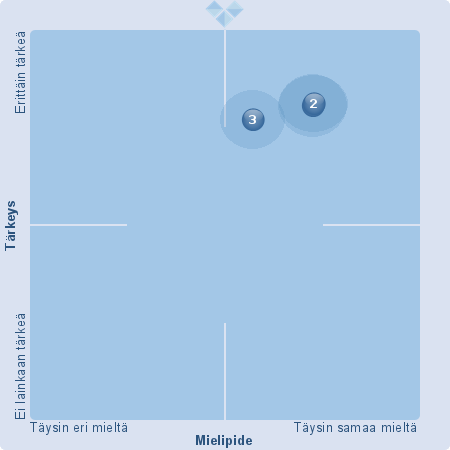 Erittäin tärkeä
2
3
Tärkeys
Ei lainkaan tärkeä
Täysin eri mieltä
Täysin samaa mieltä
Mielipide